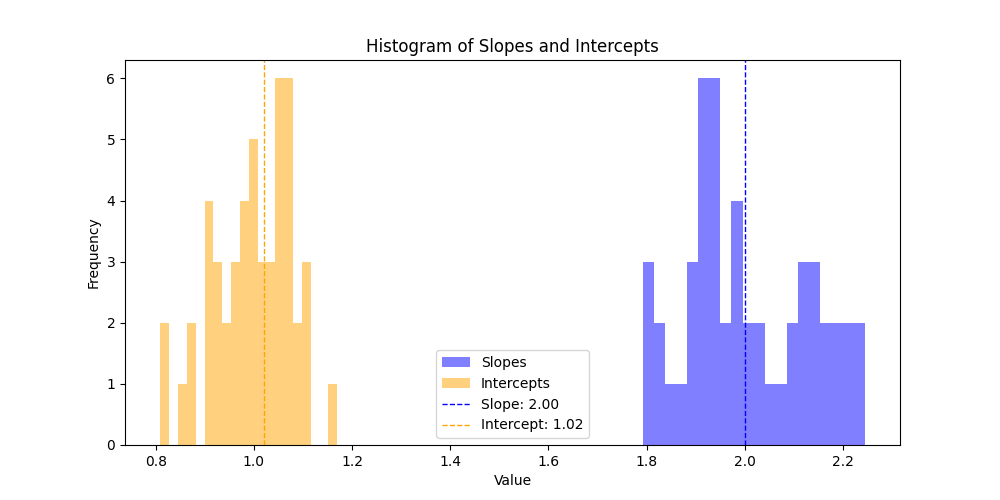 Histogram of Slopes and Intercepts
Frequency
6
5
4
3
2
1
0
0.8 1.0 1.2 1.4 1.6 1.8 2.0 2.2
Value
Slopes
Intercepts
Slope: 2.00
Intercept: 1.02